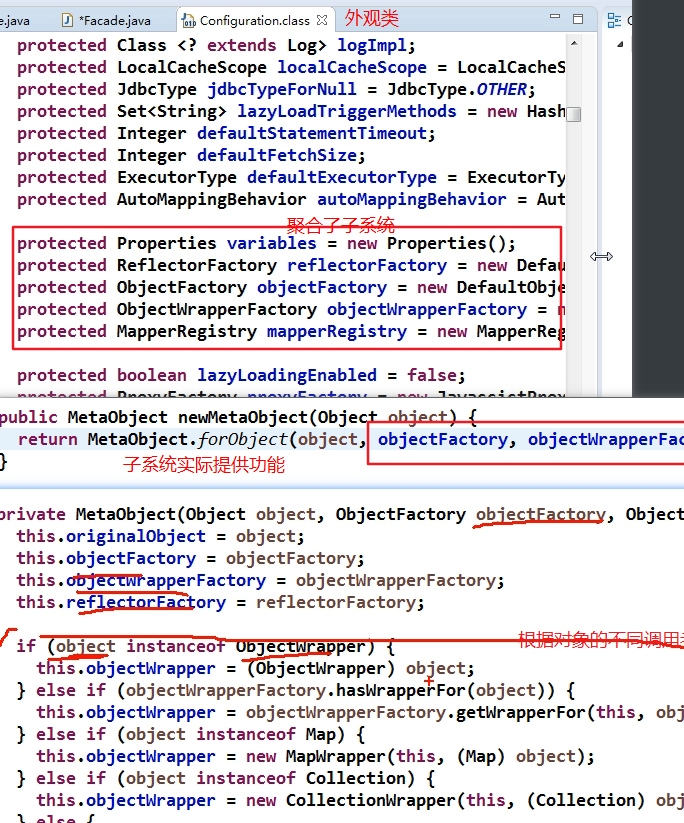 e.java *Facade.java Configuration.class 外观类
protected Class <? extends Log> logImpl;
protected LocalCacheScope localCacheScope = LocalCacheS
protected JdbcType jdbcTypeForNull = JdbcType.OTHER;
protected Set<String> lazyLoadTriggerMethods = new Hash
protected Integer defaultStatementTimeout;
protected Integer defaultFetchSize;
protected ExecutorType defaultExecutorType = ExecutorTy
protected AutoMappingBehavior autoMappingBehavior = Aut
聚合了子系统
protected Properties variables = new Properties();
protected ReflectorFactory reflectorFactory = new Defau
protected ObjectFactory objectFactory = new DefaultObje
protected ObjectWrapperFactory objectWrapperFactory = n
protected MapperRegistry mapperRegistry = new MapperReg
protected boolean lazyLoadingEnabled = false;
public MetaObject newMetaObject(Object object) {
return MetaObject.forObject(object, objectFactory, objectWrapperFac
}
子系统实际提供功能
private MetaObject(Object object, ObjectFactory objectFactory, Object
this.originalObject = object;
this.objectFactory = objectFactory;
this.objectWrapperFactory = objectWrapperFactory;
this.reflectorFactory = reflectorFactory;
根据对象的不同调用
if (object instanceof ObjectWrapper) {
this.objectWrapper = (ObjectWrapper) object;
} else if (objectWrapperFactory.hasWrapperFor(object)) {
this.objectWrapper = objectWrapperFactory.getWrapperFor(this, obj
} else if (object instanceof Map) {
this.objectWrapper = new MapWrapper(this, (Map) object);
} else if (object instanceof Collection) {
this.objectWrapper = new CollectionWrapper(this, (Collection) obj
} else {